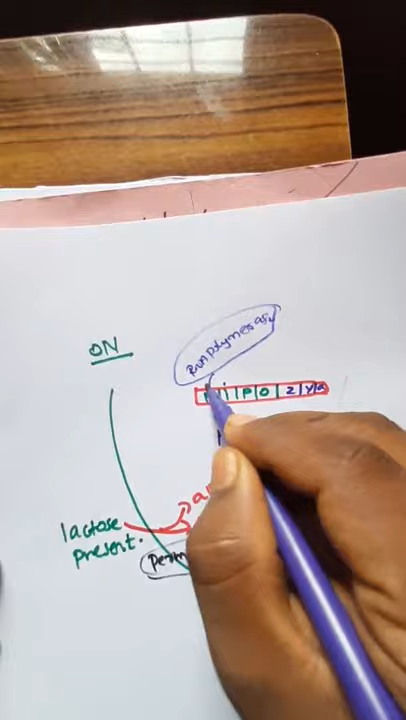 ON
RNA Polymerase
P i P O Z Y a
lactose
present.